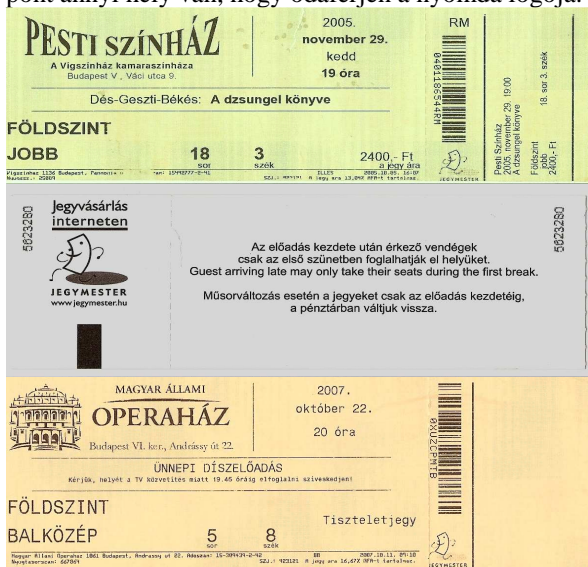 pont annyi hely van, hogy odaférjen a nyomda fogója.
PESTI SZÍNHÁZ
A Vígszínház kamaraszínháza
Budapest V., Váci utca 9.
2005.
november 29.
kedd
19 óra
Dés-Geszti-Békés: A dzsungel könyve
FÖLDSZINT
JOBB
18
sor
3
szék
2400,- Ft
a jegy ára
RM
JEGYMESTER
Pesti Színház
2005. november 29. 19:00
A dzsungel könyve
Földszint
jobb
18. sor 3. szék
2400,- Ft
5623280
Jegyvásárlás
interneten
JEGYMESTER
www.jegymester.hu
Az előadás kezdete után érkező vendégek
csak az első szünetben foglalhatják el helyüket.
Guest arriving late may only take their seats during the first break.
Műsorváltozás esetén a jegyeket csak az előadás kezdetéig,
a pénztárban váltjuk vissza.
5623280
MAGYAR ÁLLAMI
OPERAHÁZ
Budapest VI. ker., Andrássy út 22.
2007.
október 22.
20 óra
ÜNNEPI DÍSZELŐADÁS
Kérjük, helyét a TV közvetítés miatt 19.45 óráig elfoglalni szíveskedjen!
FÖLDSZINT
BALKÖZÉP
5
sor
8
szék
Tiszteletjegy
JEGYMESTER